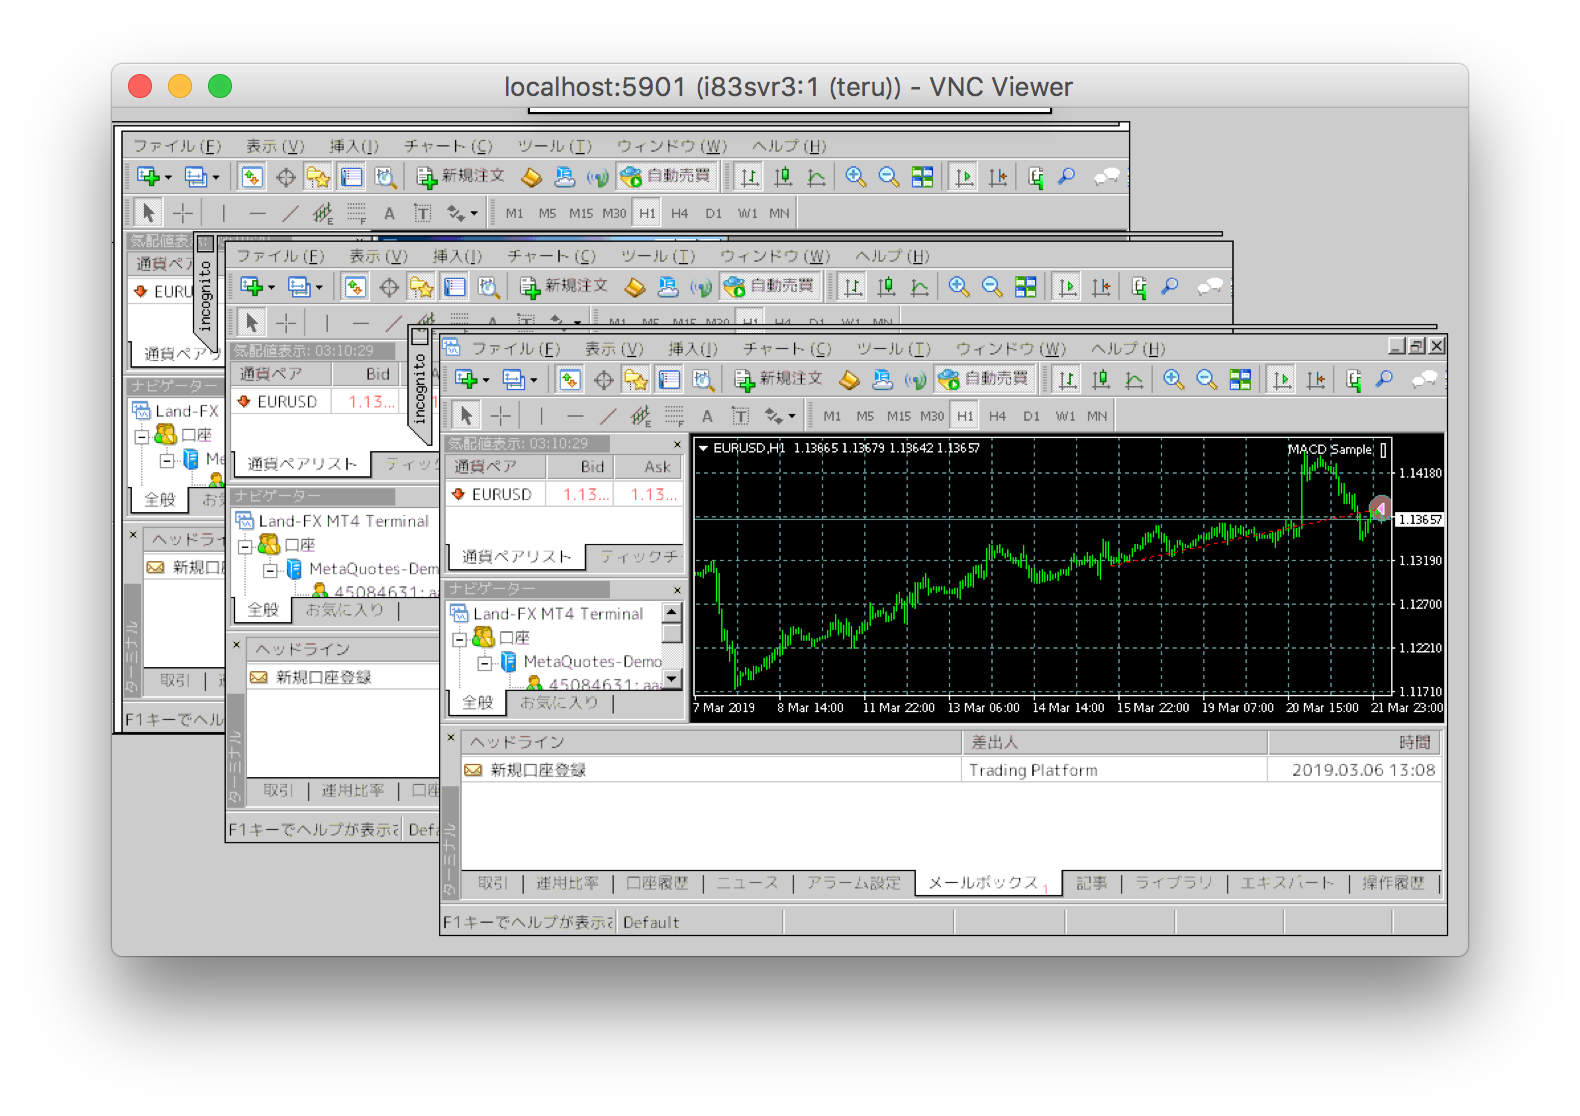 localhost:5901 (i83svr3:1 (teru)) - VNC Viewer
ファイル(F) 表示(V) 挿入(I) チャート(C) ツール(T) ウィンドウ(W) ヘルプ(H)
新規注文 自動売買
A T M1 M5 M15 M30 H1 H4 D1 W1 MN
気配値表示:
通貨ペア
EURU
通貨ペアリ
ナビゲーター
Land-FX
口座
Me
全般 お気
ヘッドライ
新規口
ターミナル
取引
F1キーでヘル
incognito
ファイル(F) 表示(V) 挿入(I) チャート(C) ツール(T) ウィンドウ(W) ヘルプ(H)
新規注文 自動売買
M1 M5 M15 M30 H1 H4 D1 W1 MN
気配値表示: 03:10:29
通貨ペア Bid A
EURUSD 1.13...
通貨ペアリスト ティック
ナビゲーター
Land-FX MT4 Terminal
口座
MetaQuotes-Dem
45084631: a
全般 お気に入り
ヘッドライン
新規口座登録
ターミナル
取引 運用比率 口座
F1キーでヘルプが表示さ Defa
incognito
ファイル(F) 表示(V) 挿入(I) チャート(C) ツール(T) ウィンドウ(W) ヘルプ(H)
新規注文 自動売買
A T M1 M5 M15 M30 H1 H4 D1 W1 MN
気配値表示: 03:10:29
通貨ペア Bid Ask
EURUSD 1.13... 1.13...
通貨ペアリスト ティックチ
ナビゲーター
Land-FX MT4 Terminal
口座
MetaQuotes-Demo
45084631: aa
全般 お気に入り
EURUSD,H1 1.13665 1.13679 1.13642 1.13657
MACD Sample
1.14180
1.13657
1.13190
1.12700
1.12210
1.11710
7 Mar 2019 8 Mar 14:00 11 Mar 22:00 13 Mar 06:00 14 Mar 14:00 15 Mar 22:00 19 Mar 07:00 20 Mar 15:00 21 Mar 23:00
ヘッドライン 差出人 時間
新規口座登録 Trading Platform 2019.03.06 13:08
ターミナル
取引 運用比率 口座履歴 ニュース アラーム設定 メールボックス 1 記事 ライブラリ エキスパート 操作履歴
F1キーでヘルプが表示さ Default